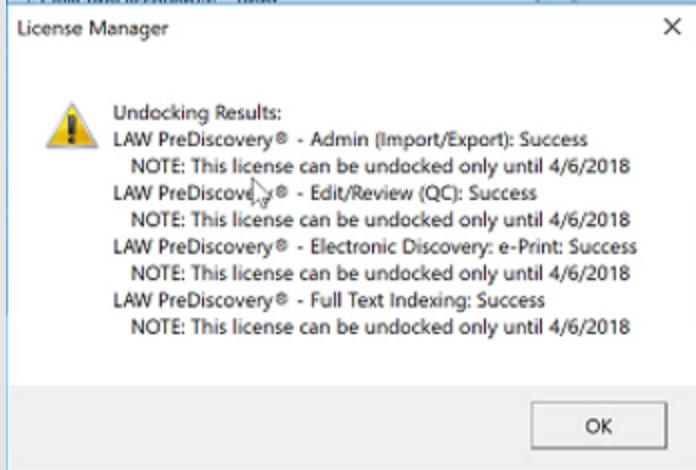 License Manager
Undocking Results:
LAW PreDiscovery® - Admin (Import/Export): Success
NOTE: This license can be undocked only until 4/6/2018
LAW PreDiscovery® - Edit/Review (QC): Success
NOTE: This license can be undocked only until 4/6/2018
LAW PreDiscovery® - Electronic Discovery: e-Print: Success
NOTE: This license can be undocked only until 4/6/2018
LAW PreDiscovery® - Full Text Indexing: Success
NOTE: This license can be undocked only until 4/6/2018
OK